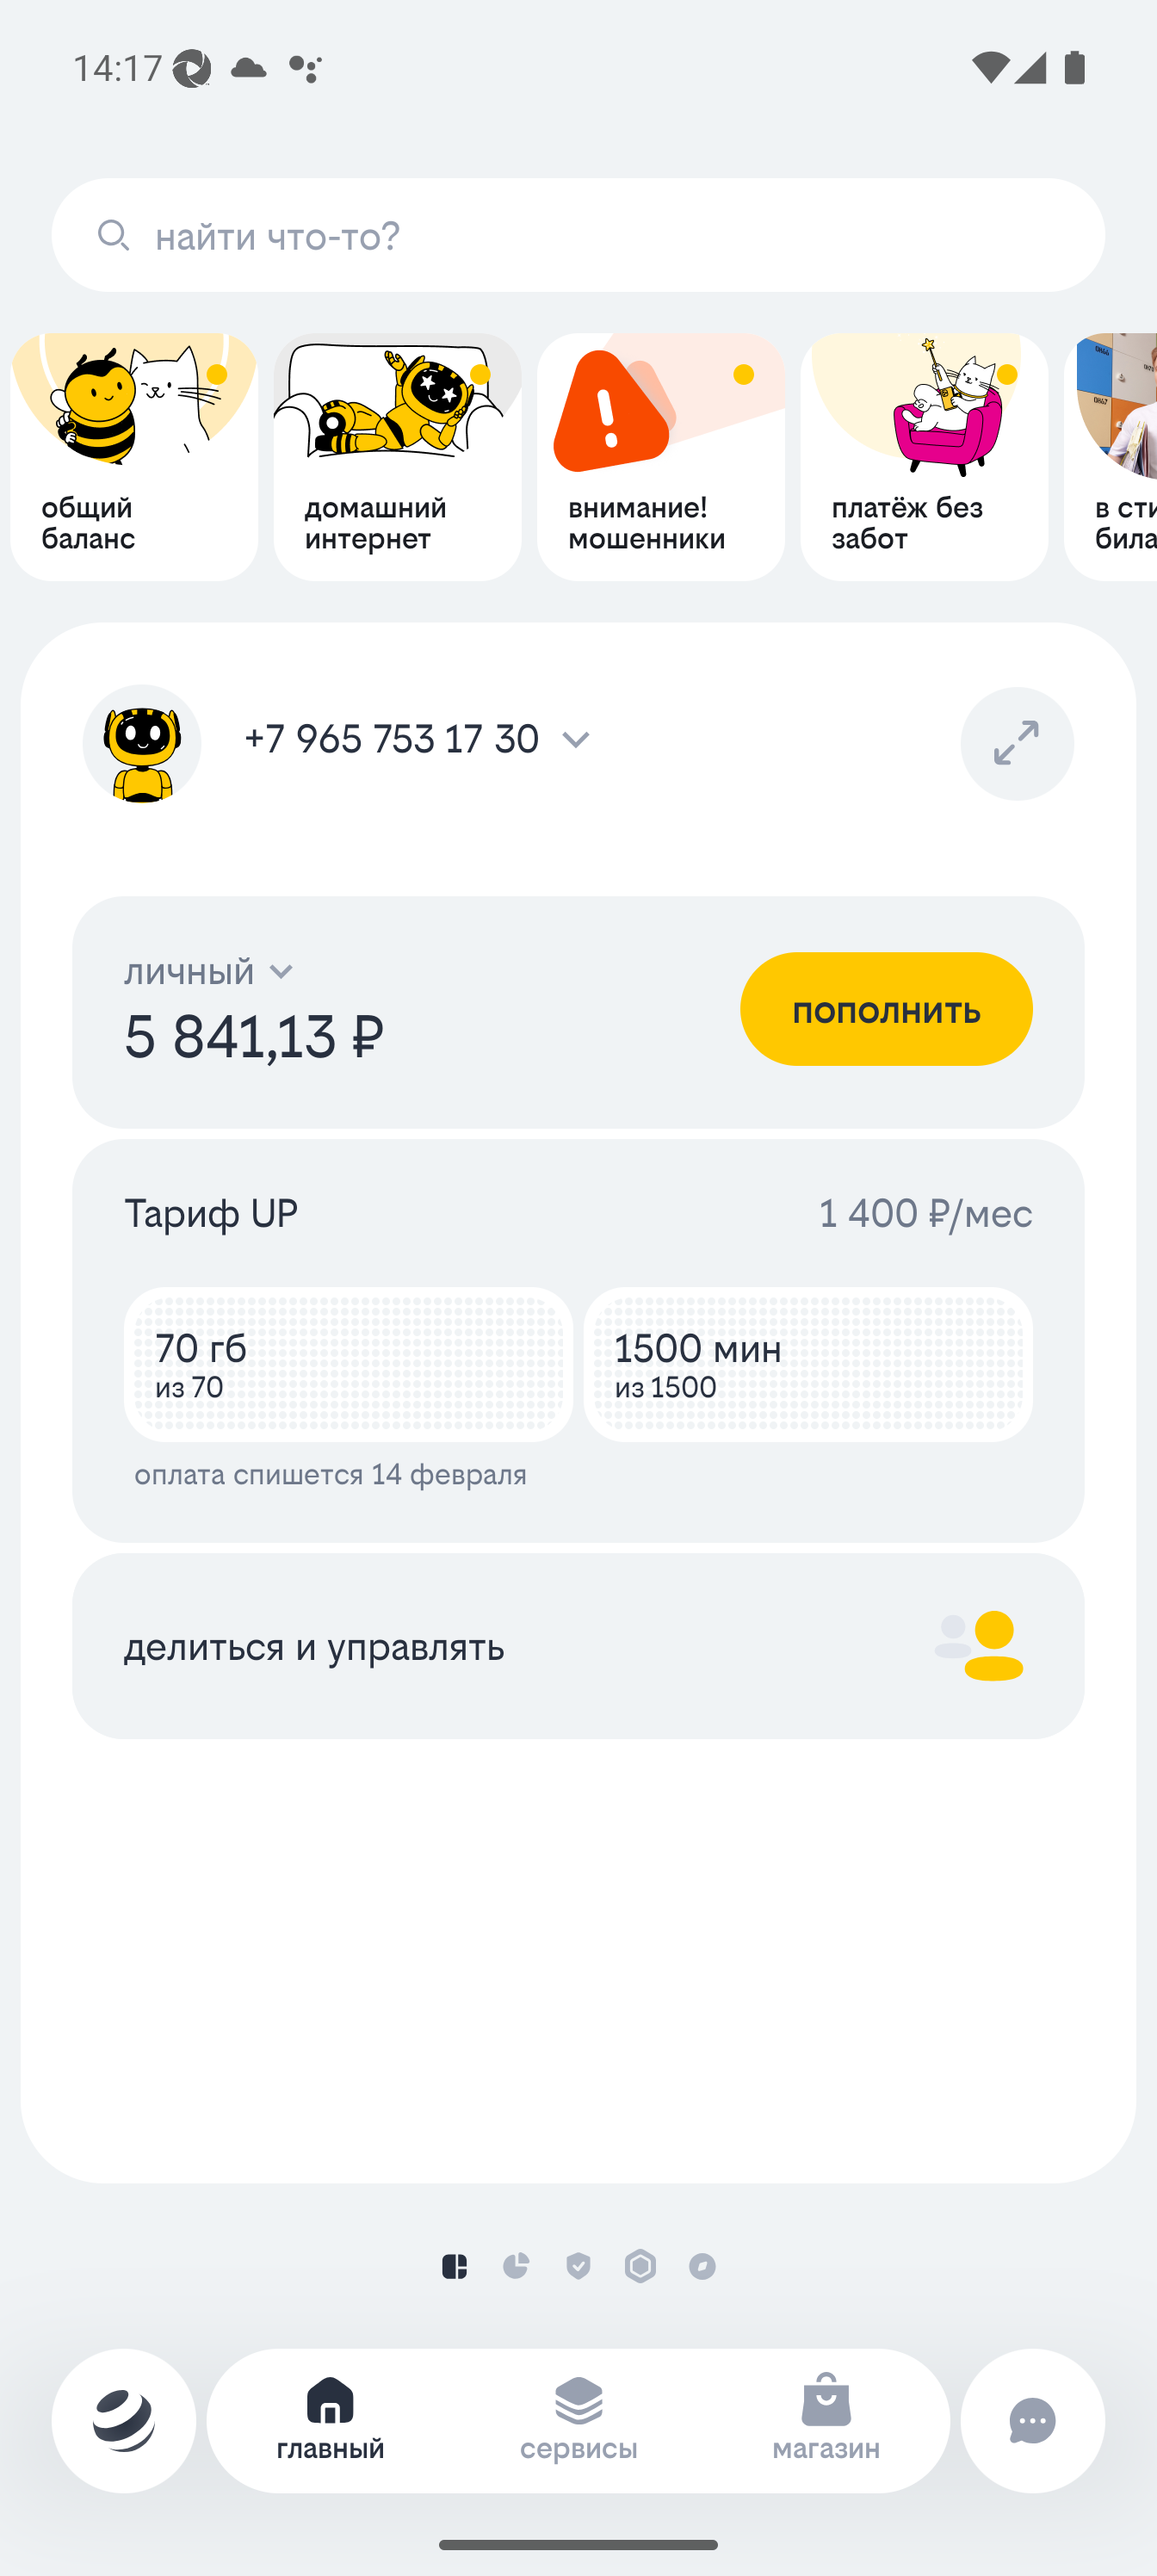 14:17
найти что-то?
общий
баланс
домашний
интернет
внимание!
мошенники
платёж без
забот
в сти
била
+7 965 753 17 30
личный
5 841,13 ₽
пополнить
Тариф UP
1 400 ₽/мес
70 гб
из 70
1500 мин
из 1500
оплата спишется 14 февраля
делиться и управлять
главный
сервисы
магазин